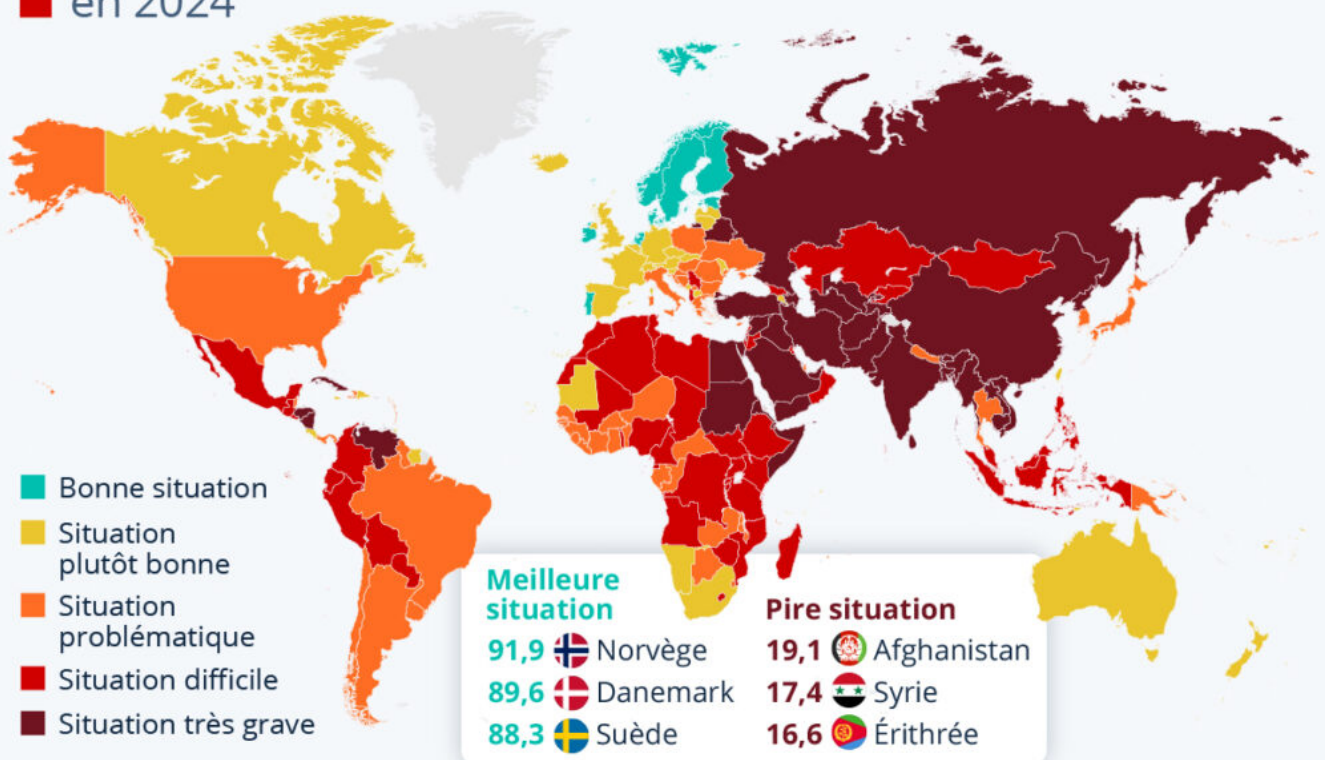 en 2024
Bonne situation
Situation
plutôt bonne
Situation
problématique
Situation difficile
Situation très grave
Meilleure
situation
91,9 Norvège
89,6 Danemark
88,3 Suède
Pire situation
19,1 Afghanistan
17,4 Syrie
16,6 Érithrée